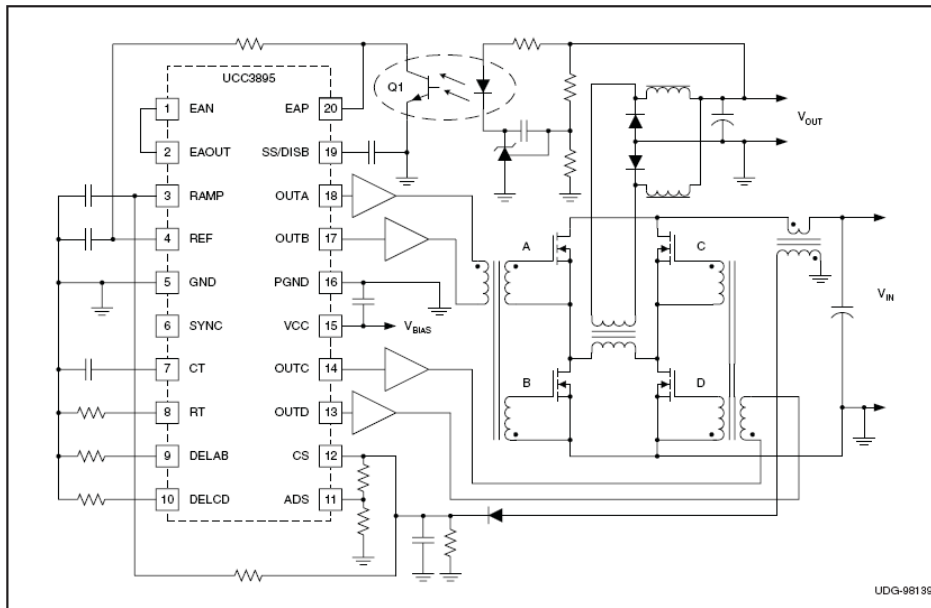 UCC3895
Q1
1 EAN EAP 20
2 EAOUT SS/DISB 19
3 RAMP OUTA 18
4 REF OUTB 17
5 GND PGND 16
6 SYNC VCC 15
7 CT OUTC 14
8 RT OUTD 13
9 DELAB CS 12
10 DELCD ADS 11
VBIAS
A
B
C
D
VOUT
VIN
UDG-98139